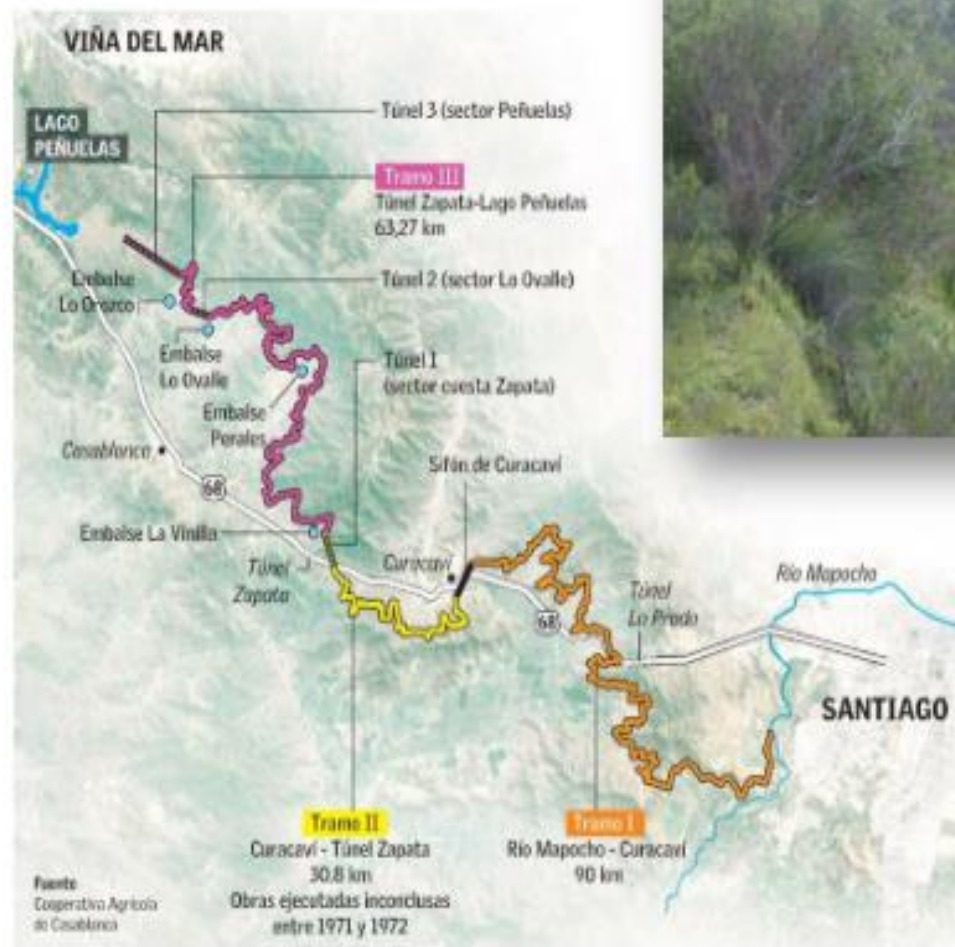 VIÑA DEL MAR
LAGO
PEÑUELAS
Túnel 3 (sector Peñuelas)
Tramo III
Túnel Zapata-Lago Peñuelas
63,27 km
Embalse
Lo Orozco
Túnel 2 (sector Lo Ovalle)
Embalse
Lo Ovalle
Túnel I
(sector cuesta Zapata)
Embalse
Perales
Casablanca
Sifón de Curacaví
68
Embalse La Vinilla
Túnel
Zapata
Curacaví
68
Túnel
Lo Prado
Río Mapocho
SANTIAGO
Tramo II
Curacaví - Túnel Zapata
30.8 km
Obras ejecutadas inconclusas
entre 1971 y 1972
Tramo I
Río Mapocho - Curacaví
90 km
Fuente
Cooperativa Agrícola
de Casablanca